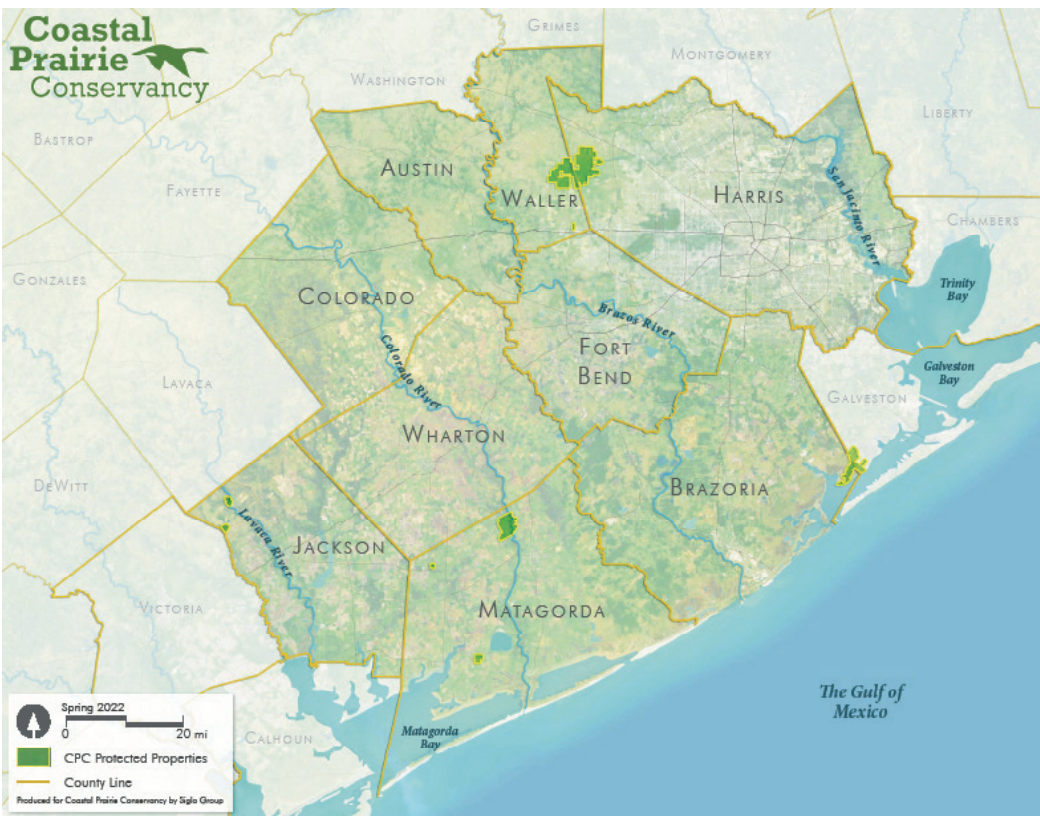 Coastal
Prairie
Conservancy
GRIMES
MONTGOMERY
WASHINGTON
LIBERTY
BASTROP
AUSTIN
FAYETTE
WALLER
HARRIS
San Jacinto River
CHAMBERS
GONZALES
Trinity
Bay
COLORADO
Brazos River
FORT
BEND
Colorado River
Galveston
Bay
LAVACA
GALVESTON
WHARTON
DEWITT
BRAZORIA
Lavaca River
JACKSON
VICTORIA
MATAGORDA
The Gulf of
Mexico
Matagorda
Bay
CALHOUN
Spring 2022
0 20 mi
CPC Protected Properties
County Line
Produced for Coastal Prairie Conservancy by Siglo Group